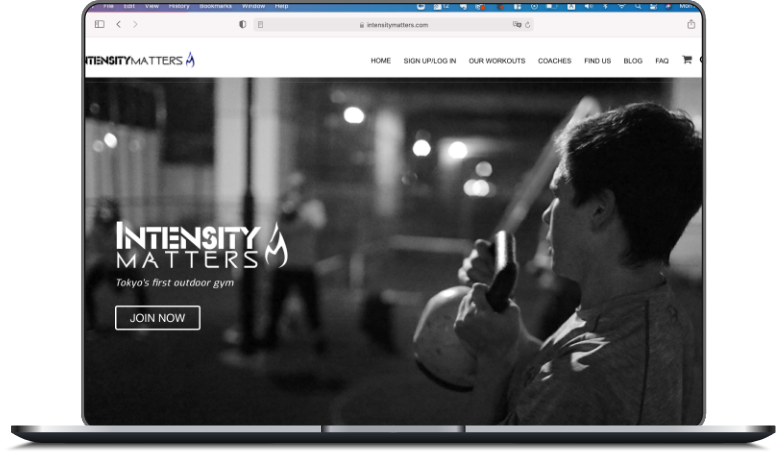 File Edit View History Bookmarks Window Help
intensitymatters.com
INTENSITYMATTERS
HOME SIGN UP/LOG IN OUR WORKOUTS COACHES FIND US BLOG FAQ
INTENSITY
MATTERS
Tokyo's first outdoor gym
JOIN NOW